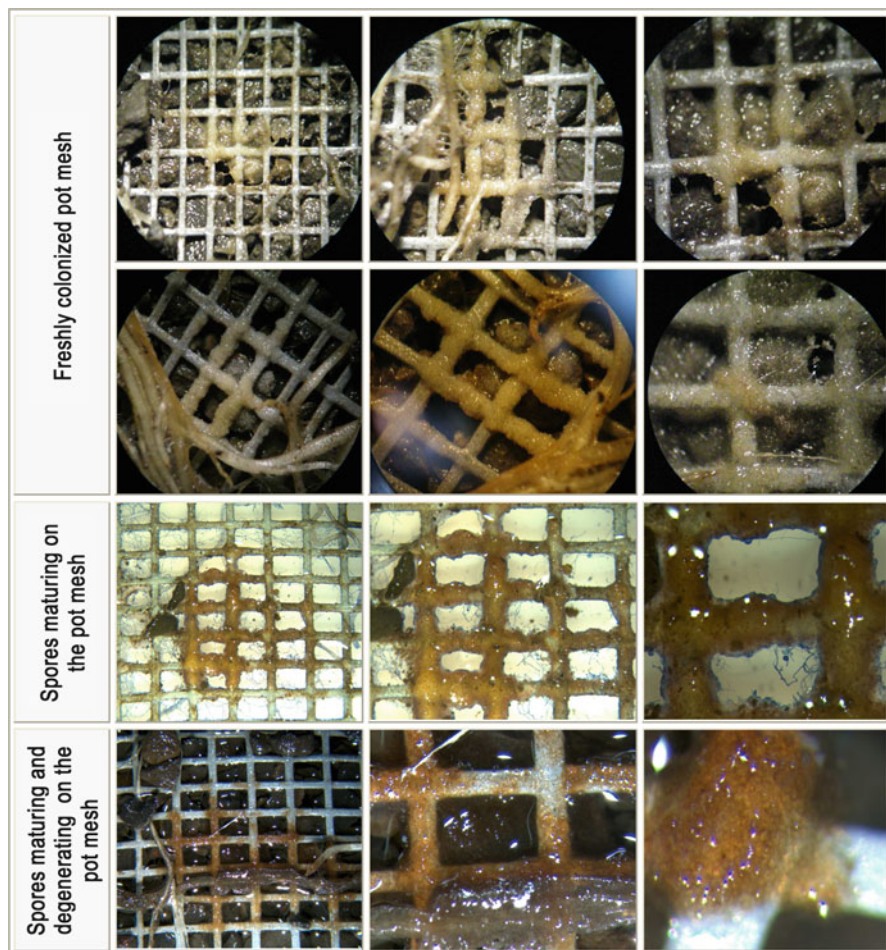 Freshly colonized pot mesh
Spores maturing on
the pot mesh
Spores maturing and
degenerating on the
pot mesh